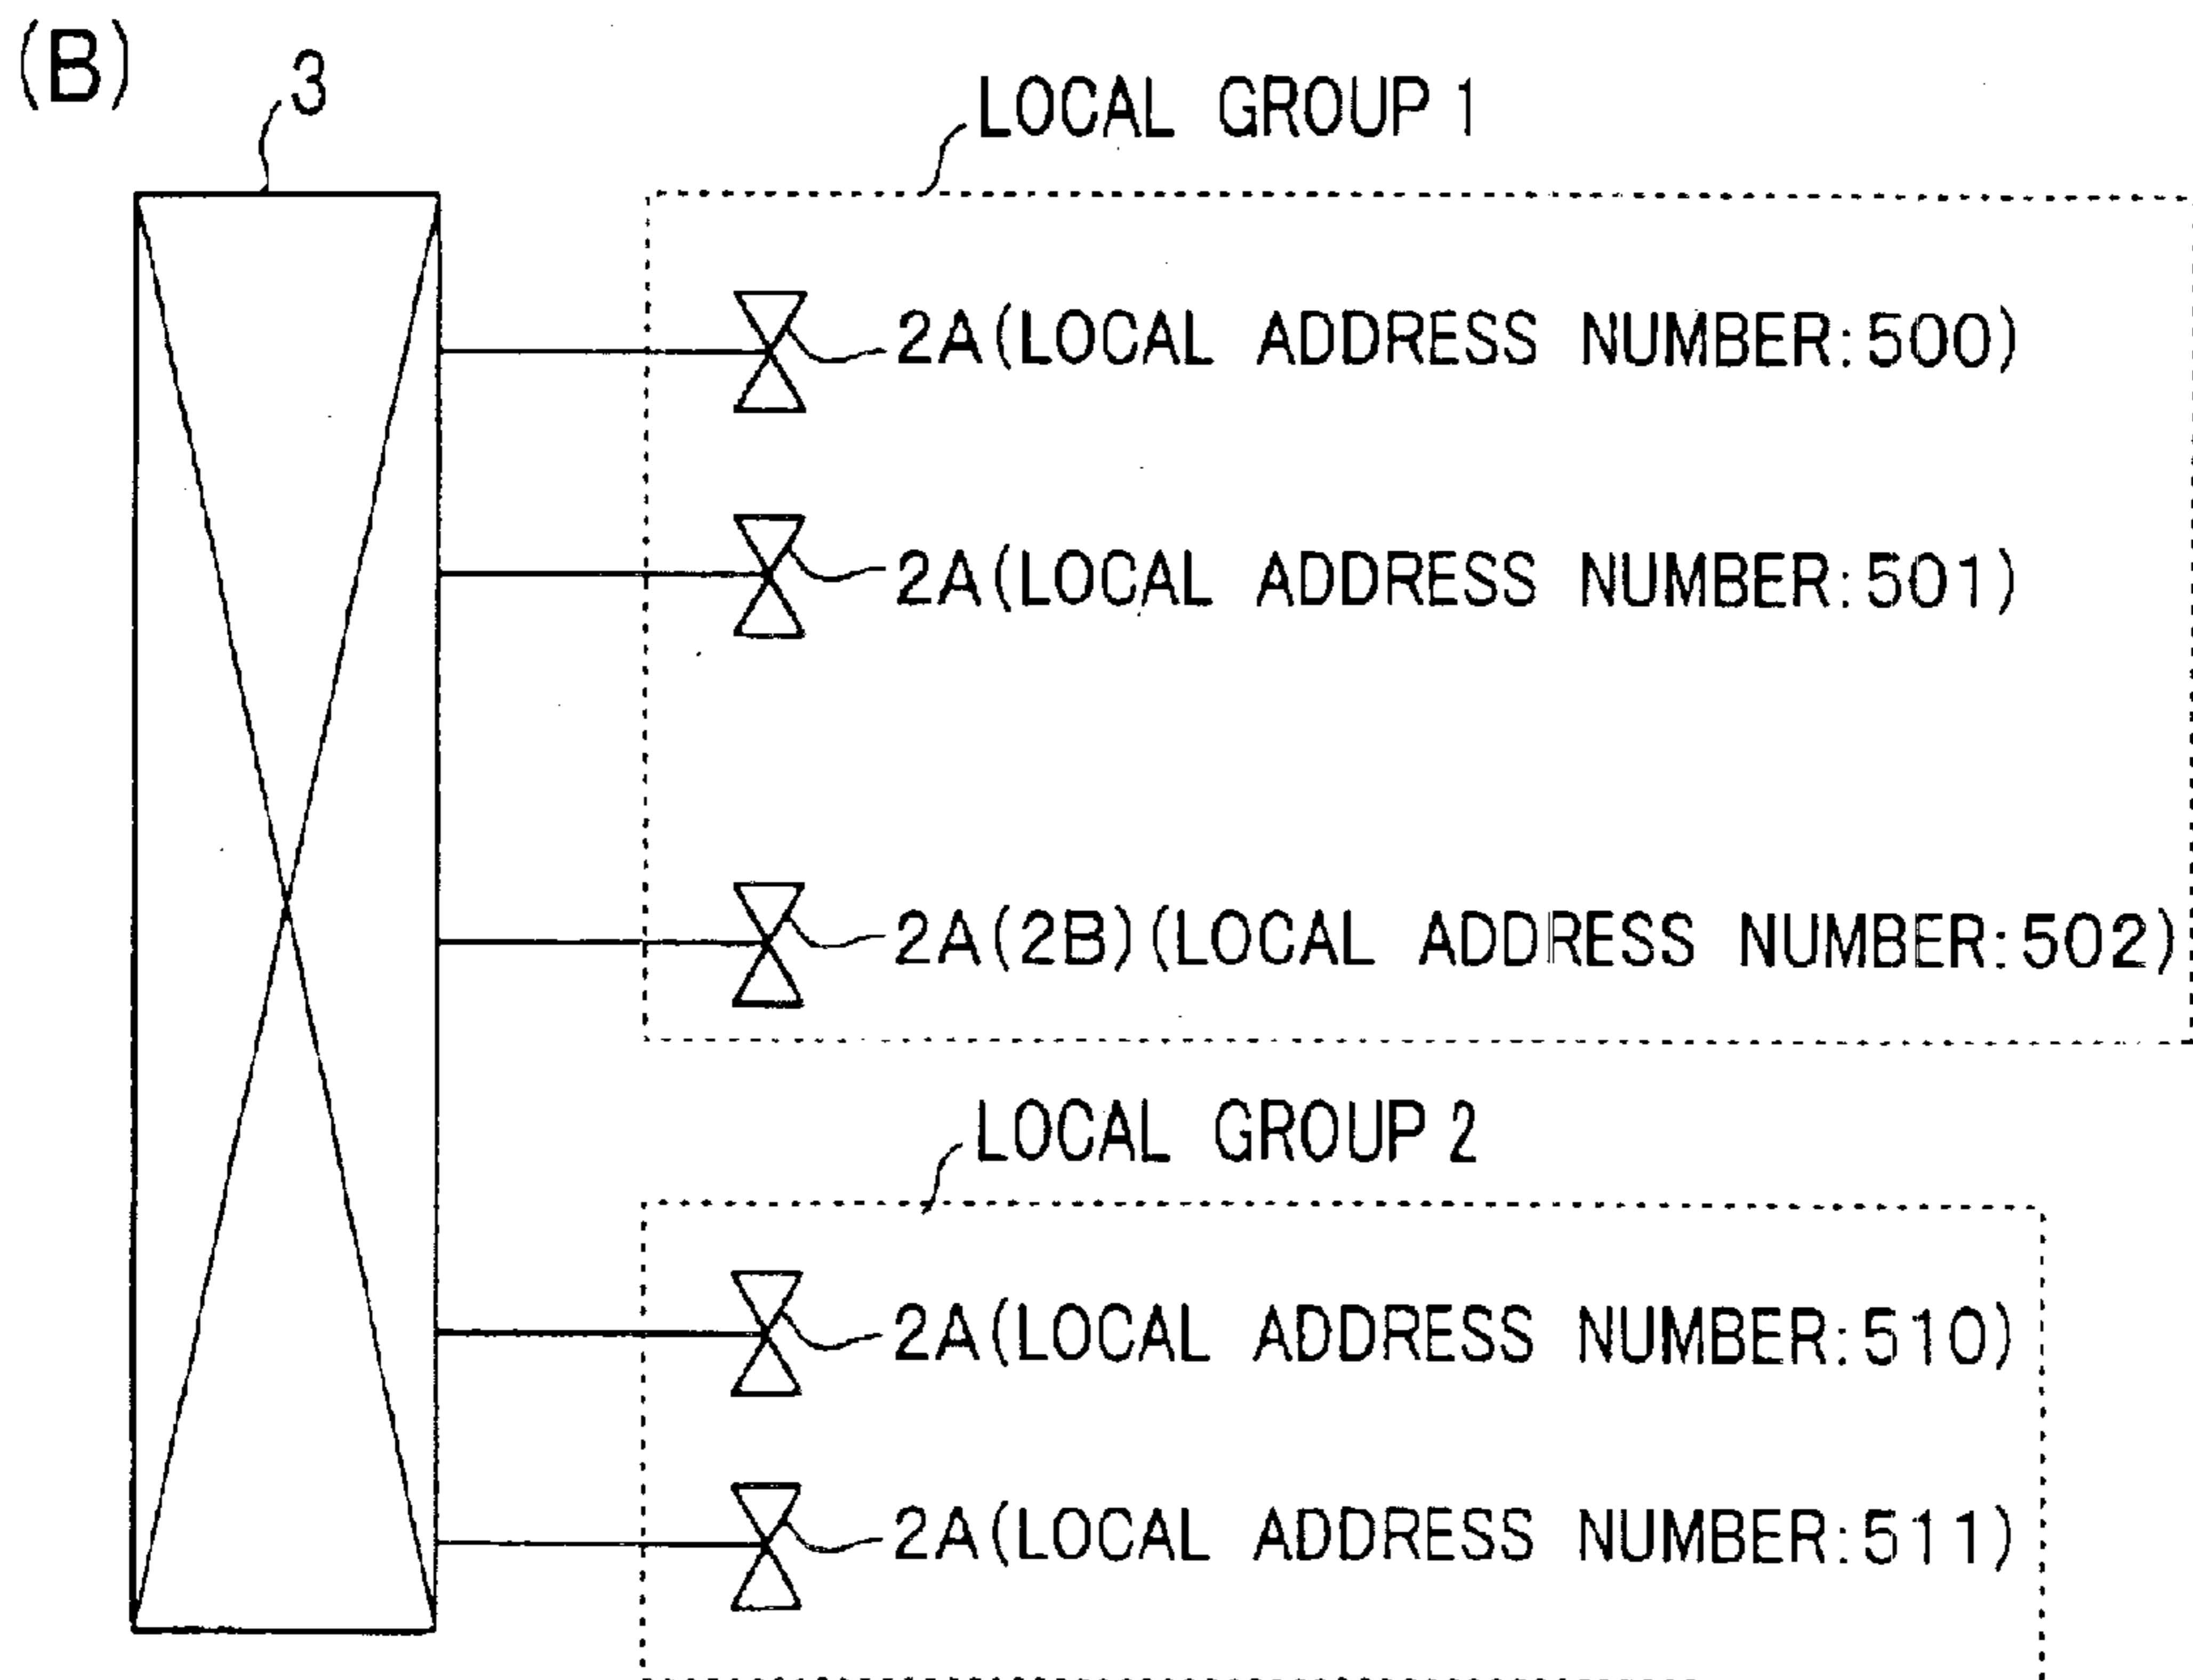 (B)
3
LOCAL GROUP 1
2A(LOCAL ADDRESS NUMBER:500)
2A(LOCAL ADDRESS NUMBER:501)
2A(2B)(LOCAL ADDRESS NUMBER:502)
LOCAL GROUP 2
2A(LOCAL ADDRESS NUMBER:510)
2A(LOCAL ADDRESS NUMBER:511)